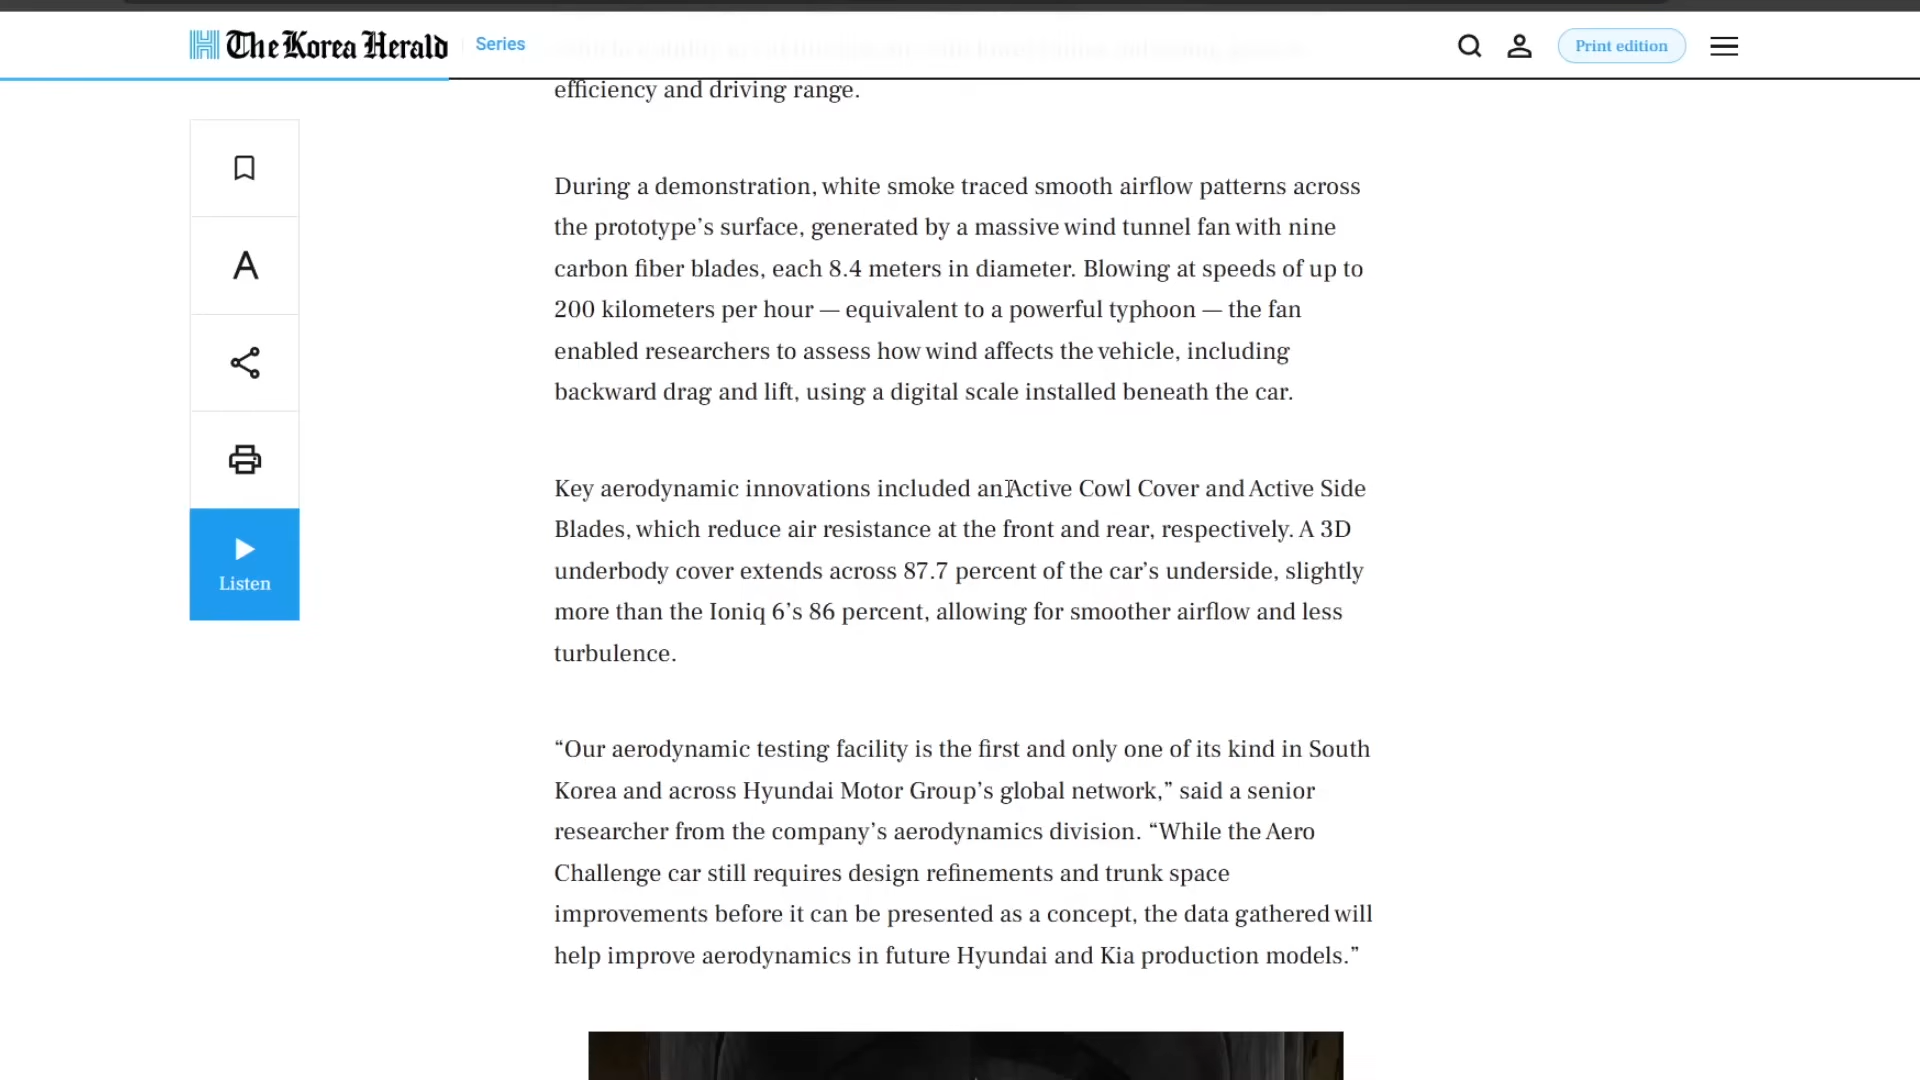 The Korea Herald
Series
Print edition
efficiency and driving range.
During a demonstration, white smoke traced smooth airflow patterns across
the prototype’s surface, generated by a massive wind tunnel fan with nine
carbon fiber blades, each 8.4 meters in diameter. Blowing at speeds of up to
200 kilometers per hour — equivalent to a powerful typhoon — the fan
enabled researchers to assess how wind affects the vehicle, including
backward drag and lift, using a digital scale installed beneath the car.
A
Key aerodynamic innovations included an Active Cowl Cover and Active Side
Blades, which reduce air resistance at the front and rear, respectively. A 3D
underbody cover extends across 87.7 percent of the car’s underside, slightly
more than the Ioniq 6’s 86 percent, allowing for smoother airflow and less
turbulence.
Listen
“Our aerodynamic testing facility is the first and only one of its kind in South
Korea and across Hyundai Motor Group’s global network,” said a senior
researcher from the company’s aerodynamics division. “While the Aero
Challenge car still requires design refinements and trunk space
improvements before it can be presented as a concept, the data gathered will
help improve aerodynamics in future Hyundai and Kia production models.”